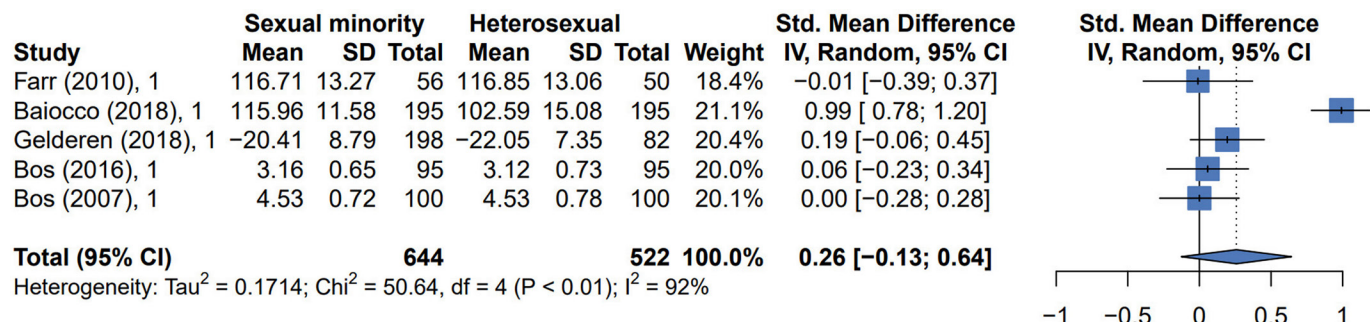 Sexual minority Heterosexual Std. Mean Difference Std. Mean Difference
Study Mean SD Total Mean SD Total Weight IV, Random, 95% CI IV, Random, 95% CI
Farr (2010), 1 116.71 13.27 56 116.85 13.06 50 18.4% −0.01 [−0.39; 0.37]
Baiocco (2018), 1 115.96 11.58 195 102.59 15.08 195 21.1% 0.99 [ 0.78; 1.20]
Gelderen (2018), 1 −20.41 8.79 198 −22.05 7.35 82 20.4% 0.19 [−0.06; 0.45]
Bos (2016), 1 3.16 0.65 95 3.12 0.73 95 20.0% 0.06 [−0.23; 0.34]
Bos (2007), 1 4.53 0.72 100 4.53 0.78 100 20.1% 0.00 [−0.28; 0.28]
Total (95% CI) 644 522 100.0% 0.26 [−0.13; 0.64]
Heterogeneity: Tau² = 0.1714; Chi² = 50.64, df = 4 (P < 0.01); I² = 92%
−1 −0.5 0 0.5 1